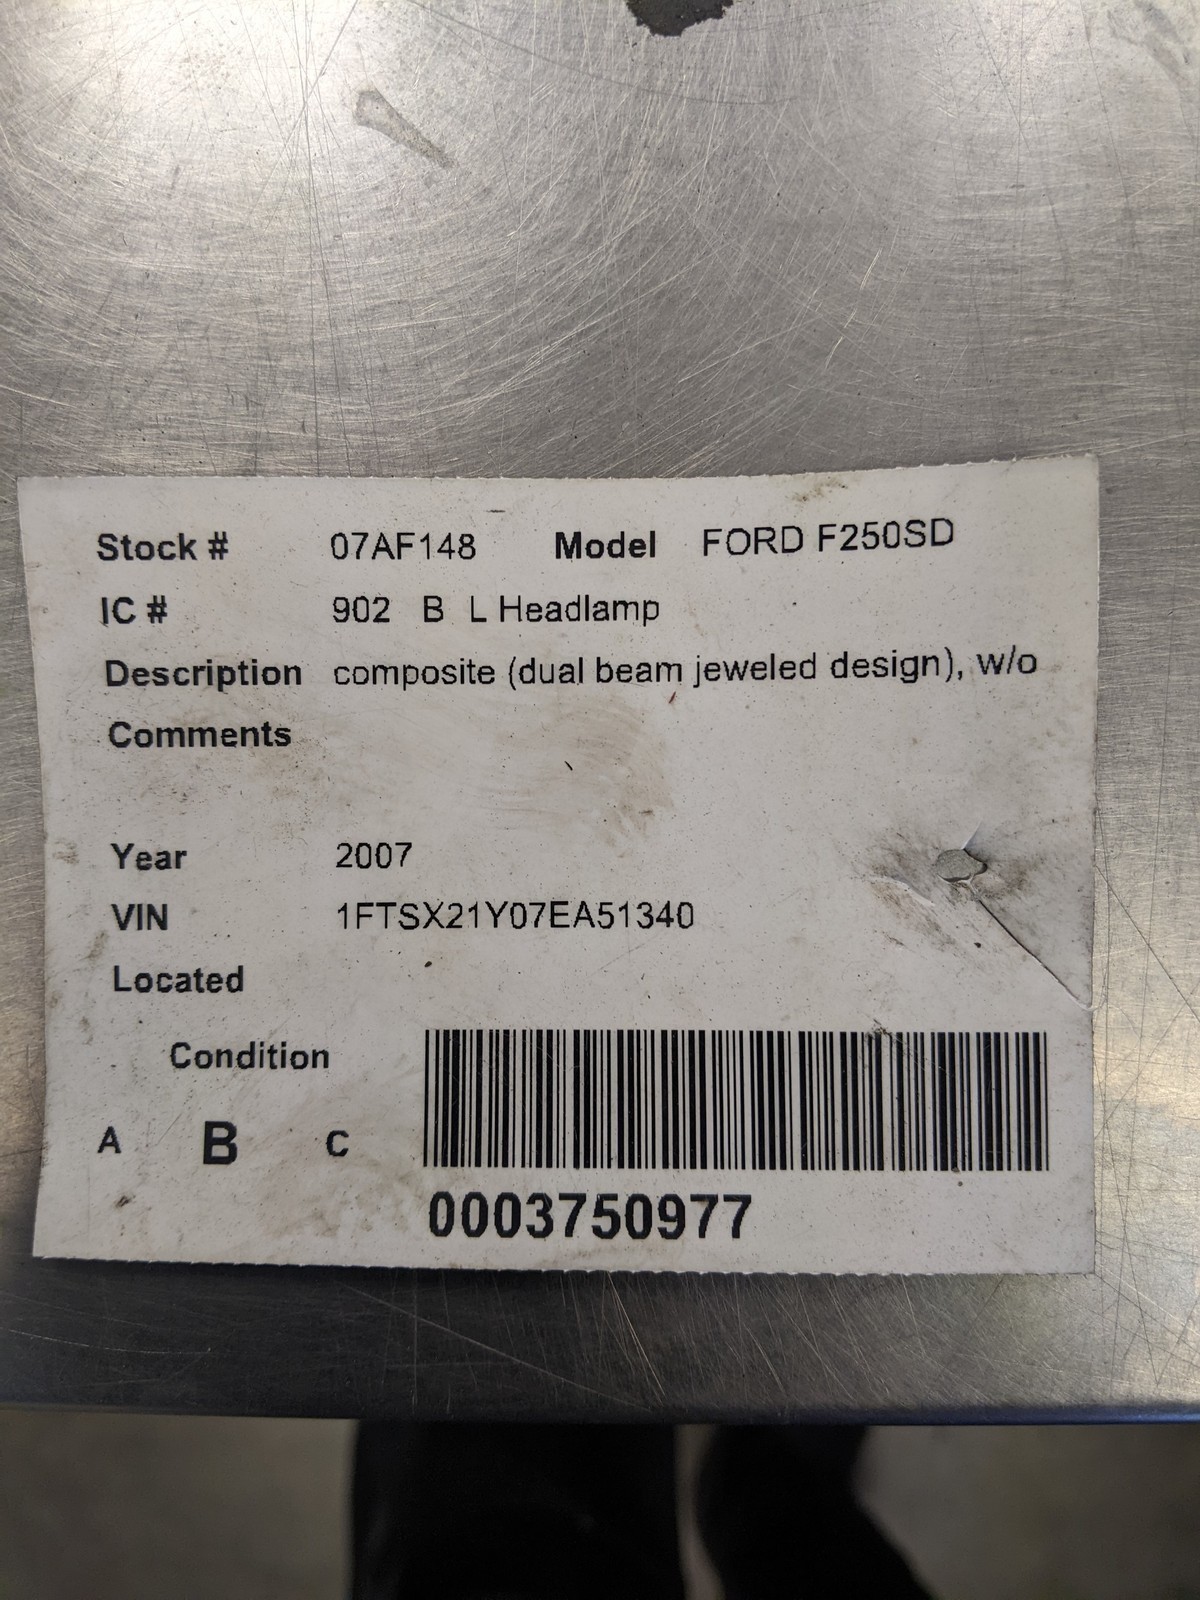 Stock # 07AF148 Model FORD F250SD
IC # 902 B L Headlamp
Description composite (dual beam jeweled design), w/o
Comments
Year 2007
VIN 1FTSX21Y07EA51340
Located
Condition
A B C
0003750977